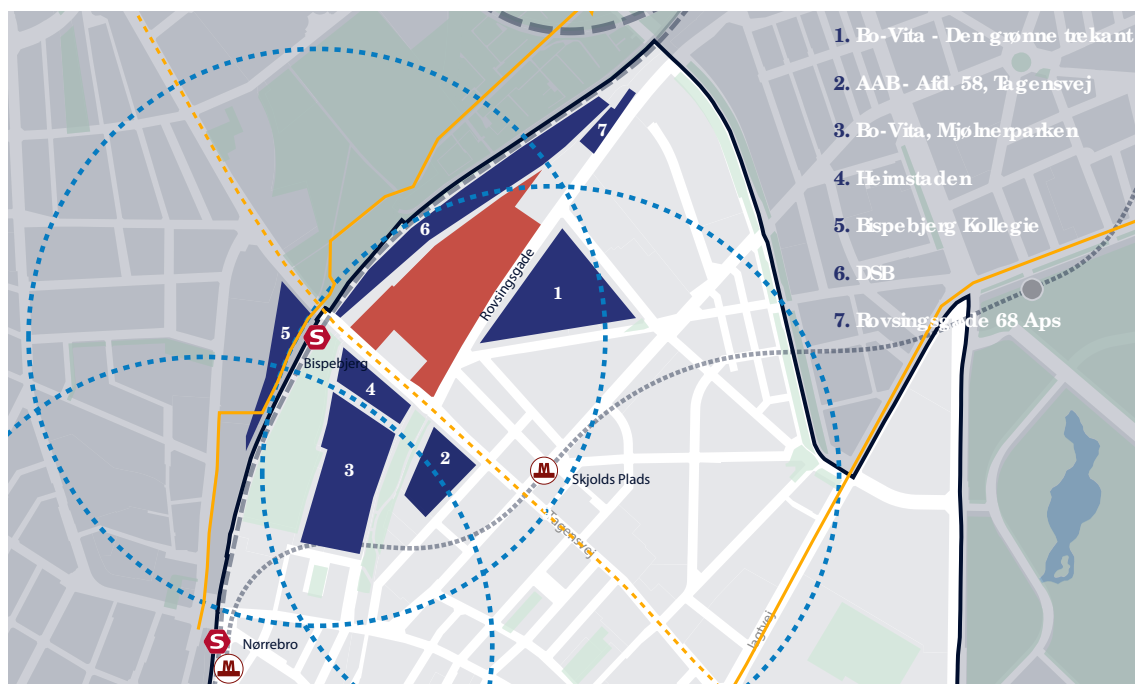 1. Bo-Vita - Den grønne trekant
2. AAB - Afd. 58, Tagensvej
3. Bo-Vita, Mjølnerparken
4. Heimstaden
5. Bispebjerg Kollegie
6. DSB
7. Rovsingsgade 68 Aps
7
6
Rovsingsgade
1
5
S
Bispebjerg
4
2
3
M
Skjolds Plads
Tagensvej
Jagtvej
S
Nørrebro
M